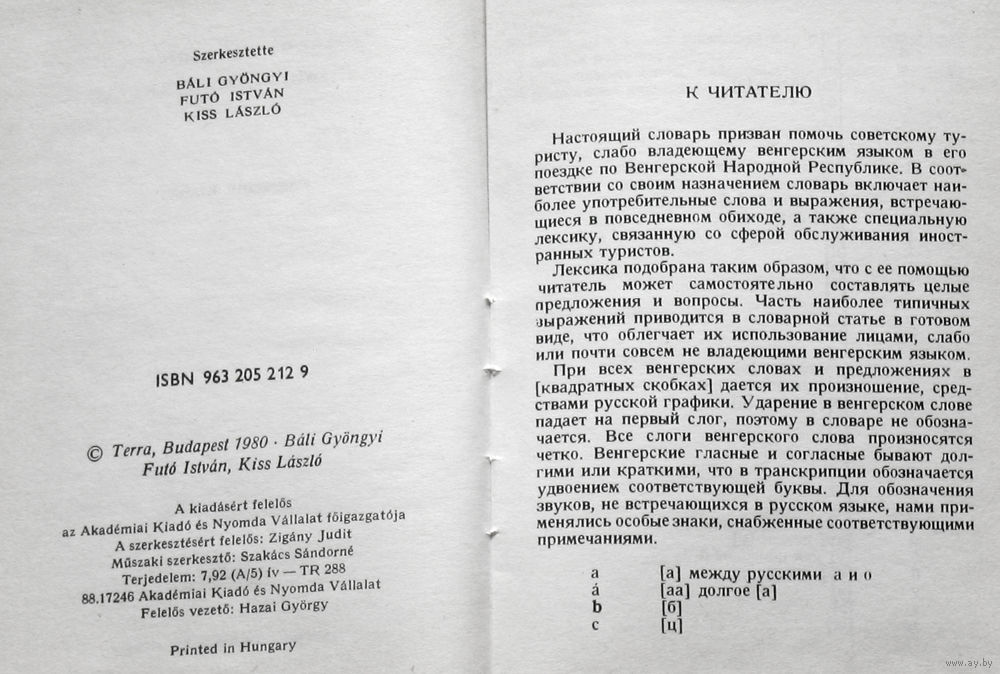 Szerkesztette
BÁLI GYÖNGYI
FUTÓ ISTVÁN
KISS LÁSZLÓ
ISBN 963 205 212 9
© Terra, Budapest 1980 · Báli Gyöngyi
Futó István, Kiss László
A kiadásért felelős
az Akadémiai Kiadó és Nyomda Vállalat főigazgatója
A szerkesztésért felelős: Zigány Judit
Műszaki szerkesztő: Szakács Sándorné
Terjedelem: 7,92 (A/5) ív — TR 288
88.17246 Akadémiai Kiadó és Nyomda Vállalat
Felelős vezető: Hazai György
Printed in Hungary
К ЧИТАТЕЛЮ
Настоящий словарь призван помочь советскому ту-
ристу, слабо владеющему венгерским языком в его
поездке по Венгерской Народной Республике. В соот-
ветствии со своим назначением словарь включает наи-
более употребительные слова и выражения, встречаю-
щиеся в повседневном обиходе, а также специальную
лексику, связанную со сферой обслуживания иност-
ранных туристов.
Лексика подобрана таким образом, что с ее помощью
читатель может самостоятельно составлять целые
предложения и вопросы. Часть наиболее типичных
выражений приводится в словарной статье в готовом
виде, что облегчает их использование лицами, слабо
или почти совсем не владеющими венгерским языком.
При всех венгерских словах и предложениях в
[квадратных скобках] дается их произношение, сред-
ствами русской графики. Ударение в венгерском слове
падает на первый слог, поэтому в словаре не обозна-
чается. Все слоги венгерского слова произносятся
четко. Венгерские гласные и согласные бывают дол-
гими или краткими, что в транскрипции обозначается
удвоением соответствующей буквы. Для обозначения
звуков, не встречающихся в русском языке, нами при-
менялись особые знаки, снабженные соответствующими
примечаниями.
a [а] между русскими а и о
á [аа] долгое [а]
b [б]
c [ц]
www.ay.by